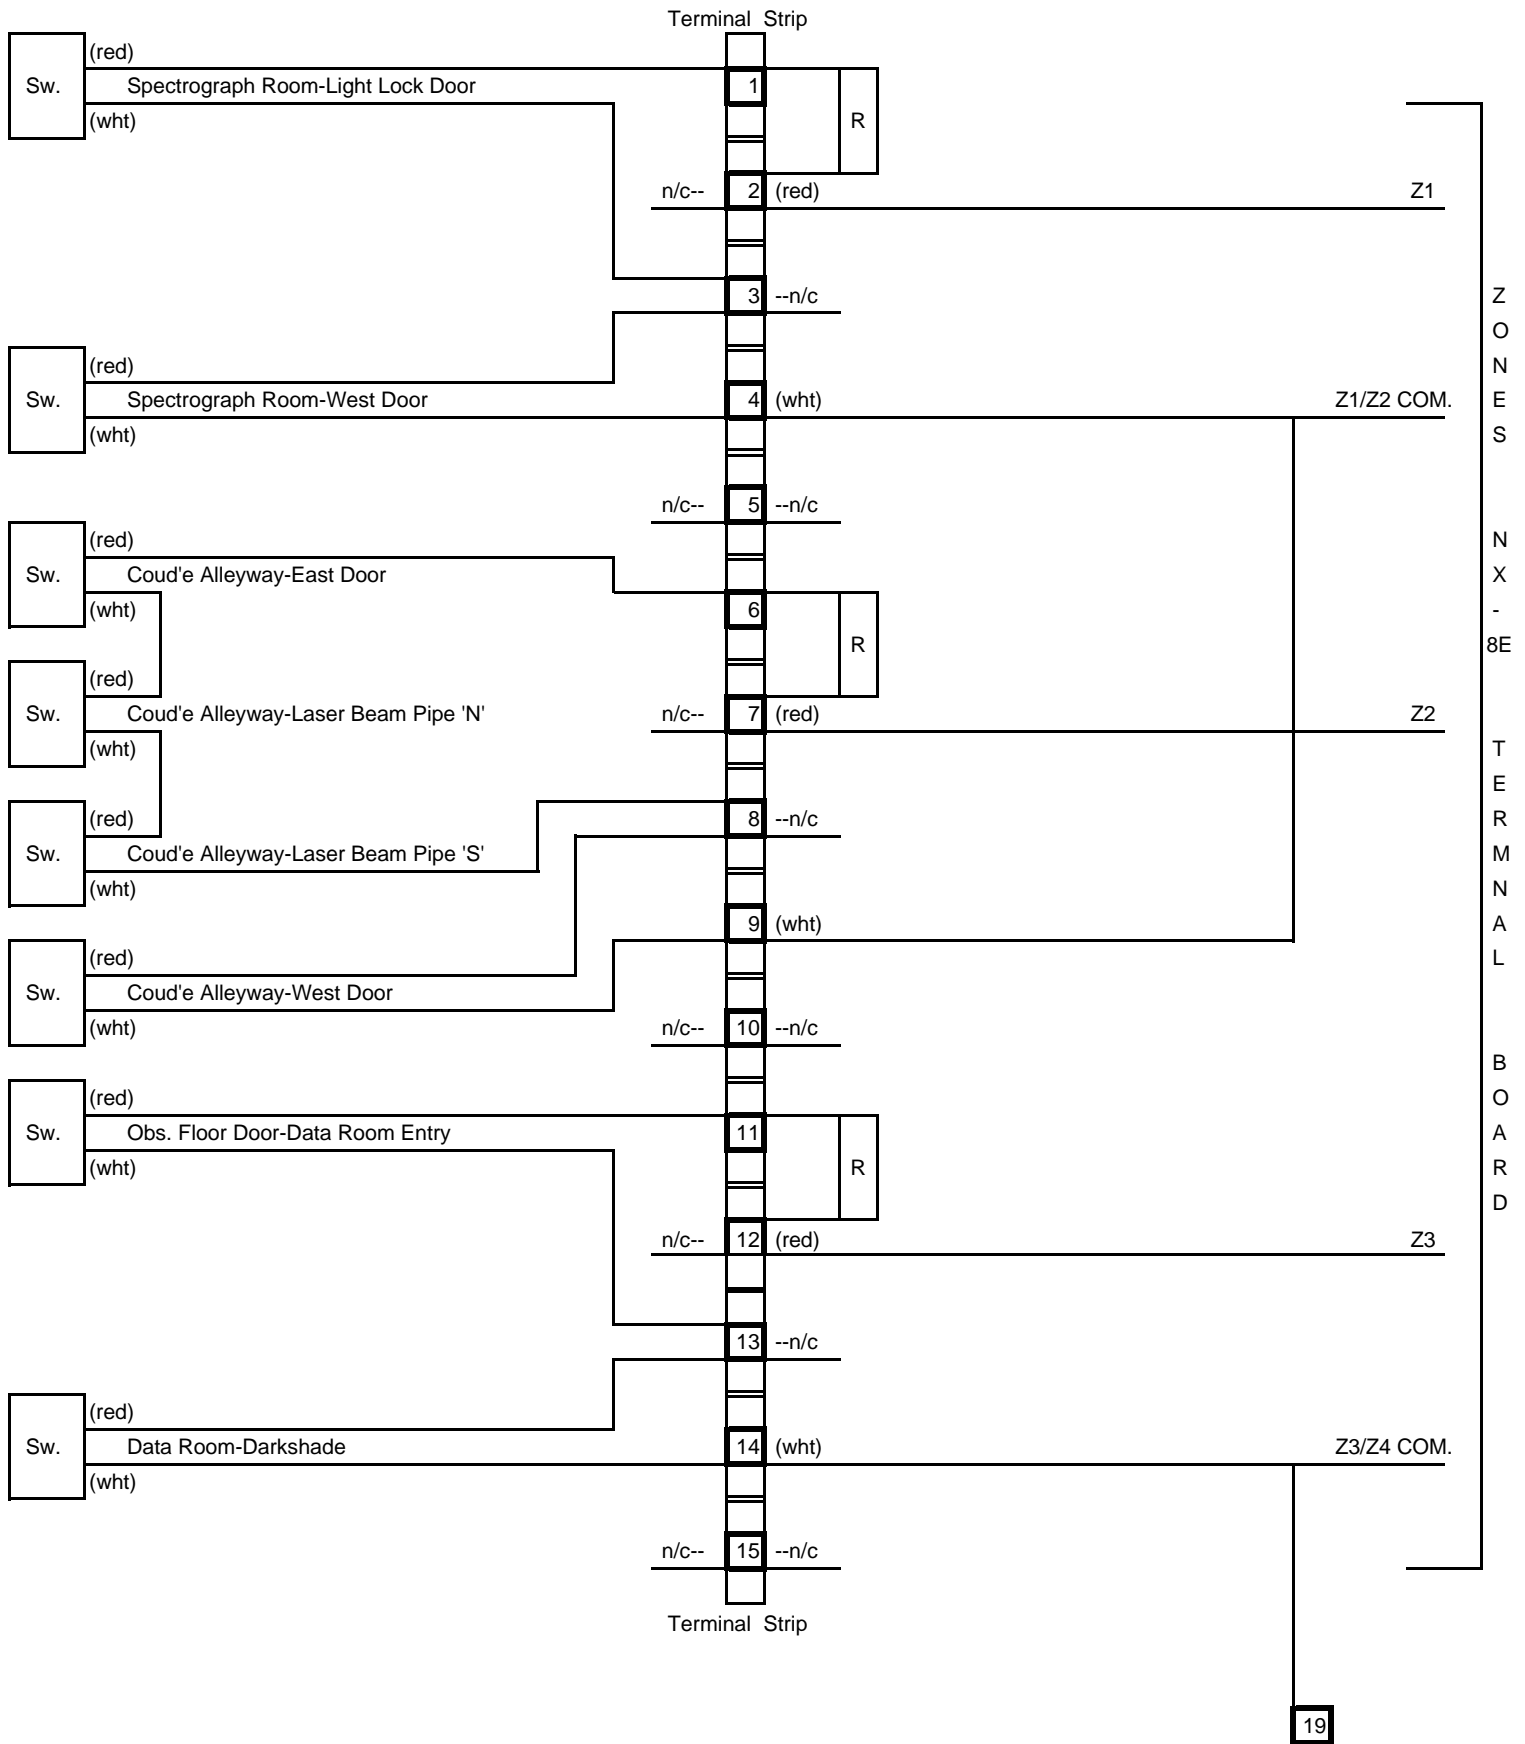 Terminal Strip
(red)
Sw.
Spectrograph Room-Light Lock Door
1
(wht)
R
n/c--
2
(red)
Z1
3
--n/c
(red)
Sw.
Spectrograph Room-West Door
4
(wht)
Z1/Z2 COM.
(wht)
n/c--
5
--n/c
(red)
Sw.
Coud'e Alleyway-East Door
(wht)
6
R
(red)
Sw.
Coud'e Alleyway-Laser Beam Pipe 'N'
n/c--
7
(red)
Z2
(wht)
(red)
8
--n/c
Sw.
Coud'e Alleyway-Laser Beam Pipe 'S'
(wht)
9
(wht)
(red)
Sw.
Coud'e Alleyway-West Door
(wht)
n/c--
10
--n/c
(red)
Sw.
Obs. Floor Door-Data Room Entry
11
(wht)
R
n/c--
12
(red)
Z3
13
--n/c
(red)
Sw.
Data Room-Darkshade
14
(wht)
Z3/Z4 COM.
(wht)
n/c--
15
--n/c
Terminal Strip
19
Z
O
N
E
S
N
X
-
8E
T
E
R
M
N
A
L
B
O
A
R
D